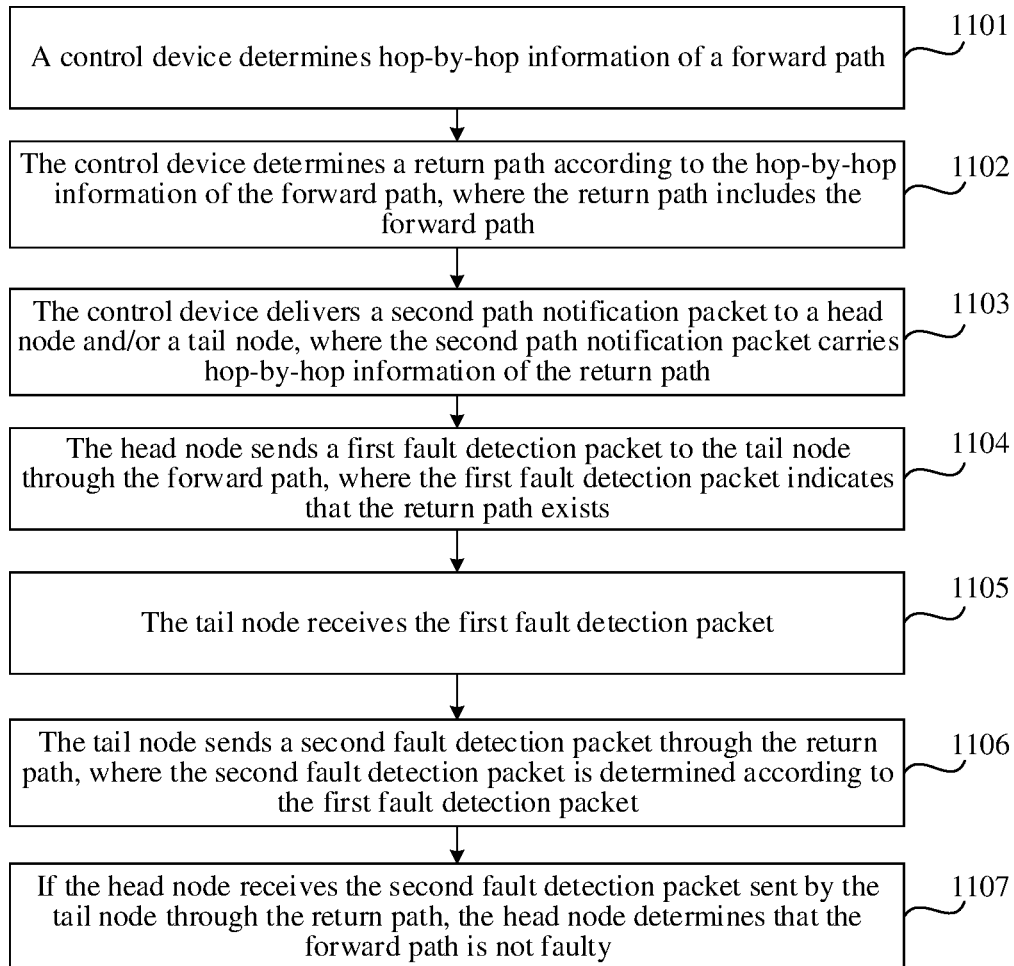 1101
A control device determines hop-by-hop information of a forward path
1102
The control device determines a return path according to the hop-by-hop
information of the forward path, where the return path includes the
forward path
1103
The control device delivers a second path notification packet to a head
node and/or a tail node, where the second path notification packet carries
hop-by-hop information of the return path
1104
The head node sends a first fault detection packet to the tail node
through the forward path, where the first fault detection packet indicates
that the return path exists
1105
The tail node receives the first fault detection packet
1106
The tail node sends a second fault detection packet through the return
path, where the second fault detection packet is determined according to
the first fault detection packet
1107
If the head node receives the second fault detection packet sent by the
tail node through the return path, the head node determines that the
forward path is not faulty